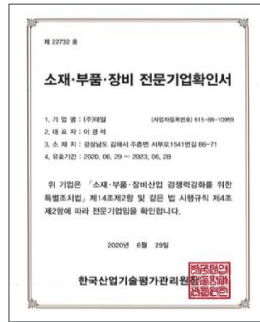 제 22732 호
소재·부품·장비 전문기업확인서
1. 기 업 명 : (주)태일 (사업자등록번호) 615-86-10969
2. 대 표 자 : 이 경 석
3. 소 재 지 : 경상남도 김해시 주촌면 서부로1541번길 86-71
4. 유효기간 : 2020. 06. 29 ~ 2023. 06. 28
위 기업은 「소재·부품·장비산업 경쟁력강화를 위한
특별조치법」 제14조제2항 및 같은 법 시행규칙 제4조
제2항에 따라 전문기업임을 확인합니다.
2020년 6월 29일
한국산업기술평가관리원장